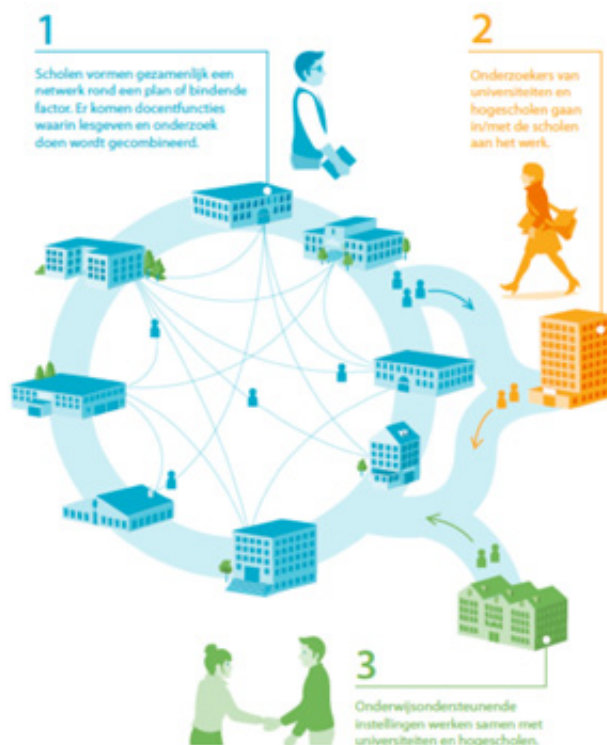 1
Scholen vormen gezamenlijk een
netwerk rond een plan of bindende
factor. Er komen docentfuncties
waarin lesgeven en onderzoek
doen wordt gecombineerd.
2
Onderzoekers van
universiteiten en
hogescholen gaan
in/met de scholen
aan het werk.
3
Onderwijsondersteunende
instellingen werken samen met
universiteiten en hogescholen.